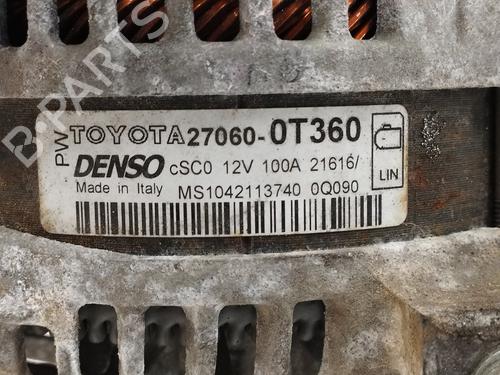 B-PARTS
PW TOYOTA 27060-0T360
DENSO cSC0 12V 100A 21616/
Made in Italy MS1042113740 0Q090
LIN